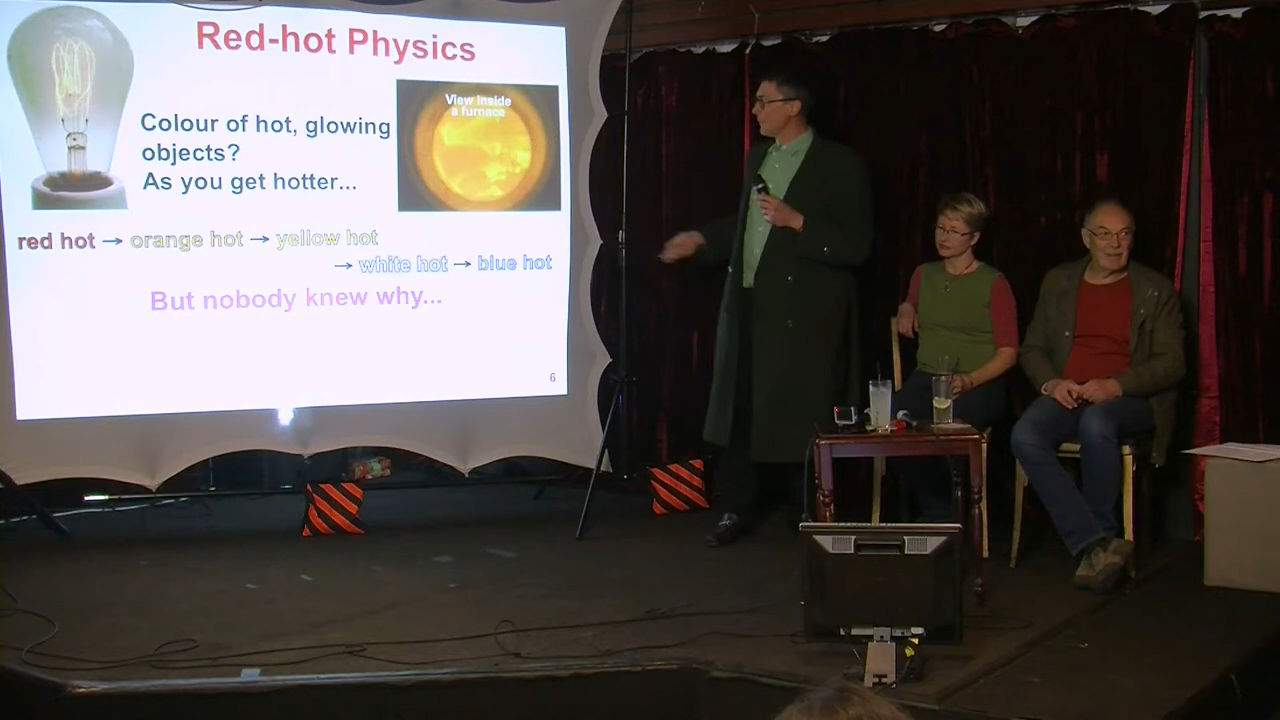 Red-hot Physics
View inside
a furnace
Colour of hot, glowing
objects?
As you get hotter...
red hot → orange hot → yellow hot
→ white hot → blue hot
But nobody knew why...
6